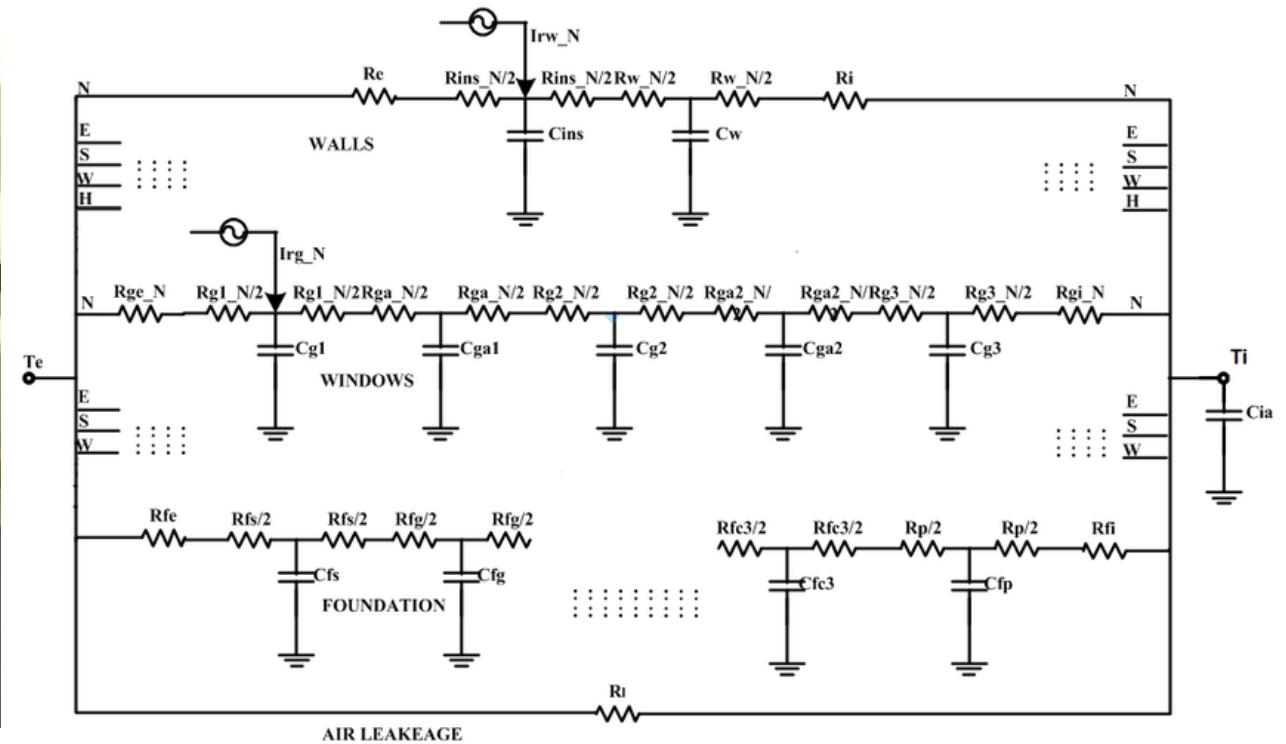 Irw_N
N Re Rins_N/2 Rins_N/2 Rw_N/2 Rw_N/2 Ri N
E WALLS Cins Cw E
S S
W W
H H
Irg_N
N Rge_N Rg1_N/2 Rg1_N/2 Rga_N/2 Rga_N/2 Rg2_N/2 Rg2_N/2 Rga2_N/2 Rga2_N/2 Rg3_N/2 Rg3_N/2 Rgi_N N
Cg1 Cga1 Cg2 Cga2 Cg3
Te WINDOWS Ti
E E Cia
S S
W W
Rfe Rfs/2 Rfs/2 Rfg/2 Rfg/2 Rfc3/2 Rfc3/2 Rp/2 Rp/2 Rfi
Cfs Cfg Cfc3 Cfp
FOUNDATION
Rl
AIR LEAKEAGE